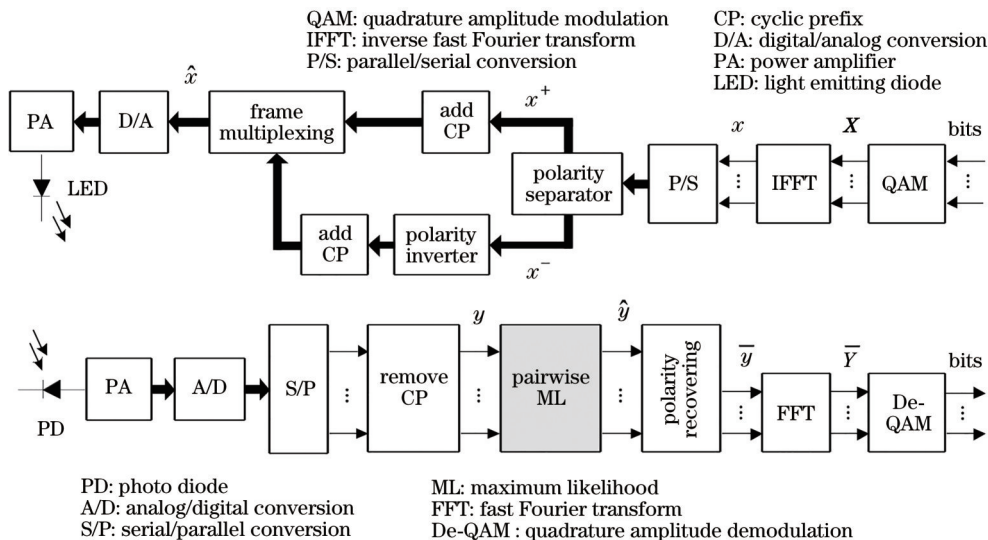 QAM: quadrature amplitude modulation
IFFT: inverse fast Fourier transform
P/S: parallel/serial conversion
CP: cyclic prefix
D/A: digital/analog conversion
PA: power amplifier
LED: light emitting diode
x̂
x⁺
x
X
bits
PA
D/A
frame
multiplexing
add
CP
polarity
separator
P/S
IFFT
QAM
LED
add
CP
polarity
inverter
x⁻
y
ŷ
y̅
Y̅
bits
PD
PA
A/D
S/P
remove
CP
pairwise
ML
polarity
recovering
FFT
De-
QAM
PD: photo diode
A/D: analog/digital conversion
S/P: serial/parallel conversion
ML: maximum likelihood
FFT: fast Fourier transform
De-QAM : quadrature amplitude demodulation